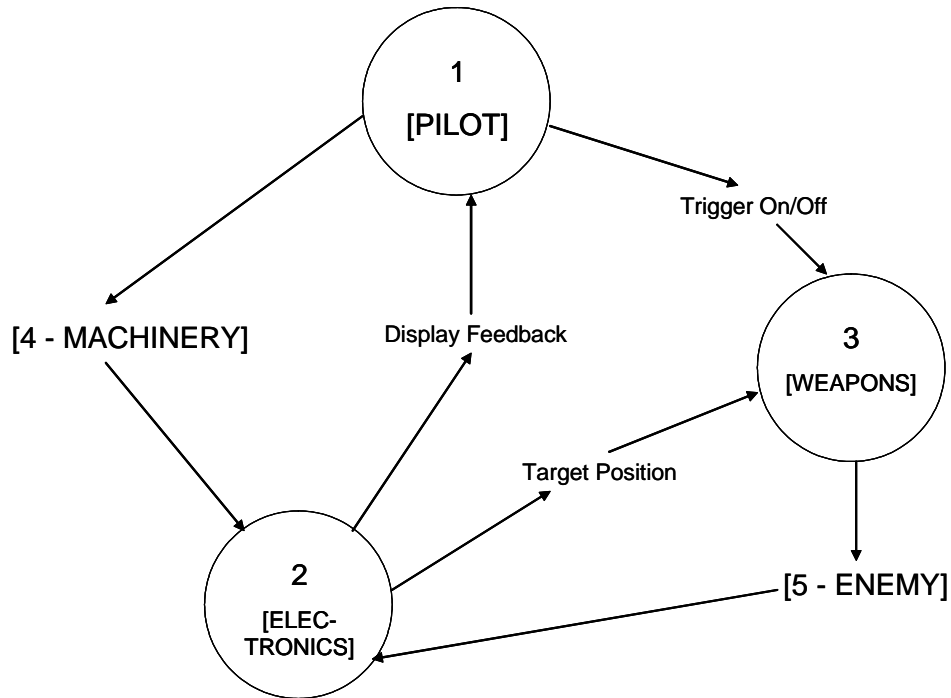 1
[PILOT]
Trigger On/Off
[4 - MACHINERY]
Display Feedback
3
[WEAPONS]
Target Position
2
[ELEC-
TRONICS]
[5 - ENEMY]